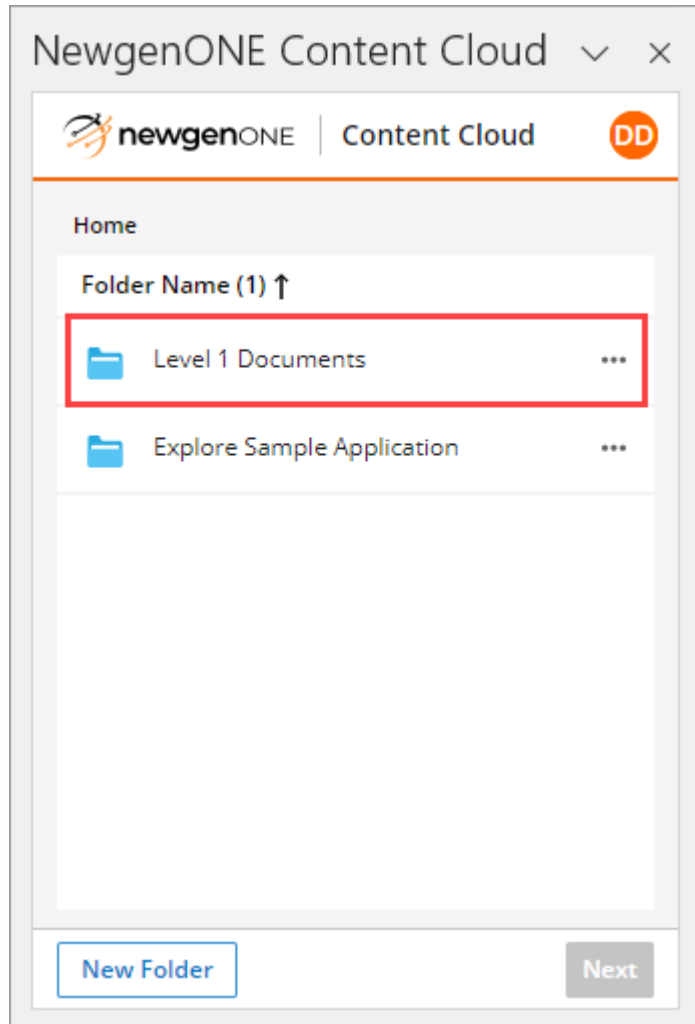 NewgenONE Content Cloud
newgenONE Content Cloud DD
Home
Folder Name (1) ↑
Level 1 Documents ...
Explore Sample Application ...
New Folder Next